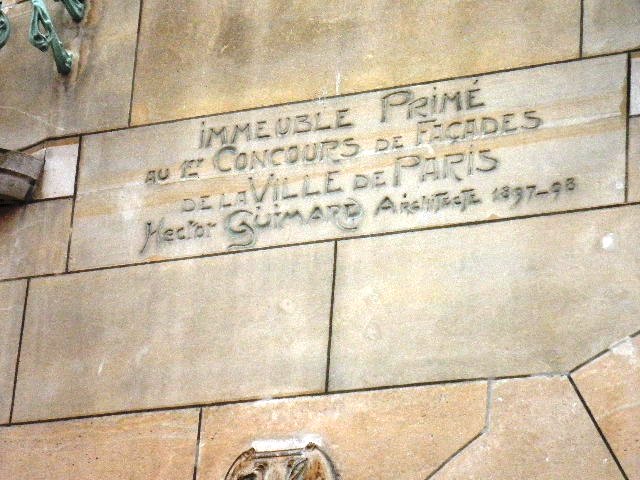 IMMEUBLE PRIMÉ
AU 1ER CONCOURS DE FAÇADES
DE LA VILLE DE PARIS
HECTOR GUIMARD ARCHITECTE 1897-98